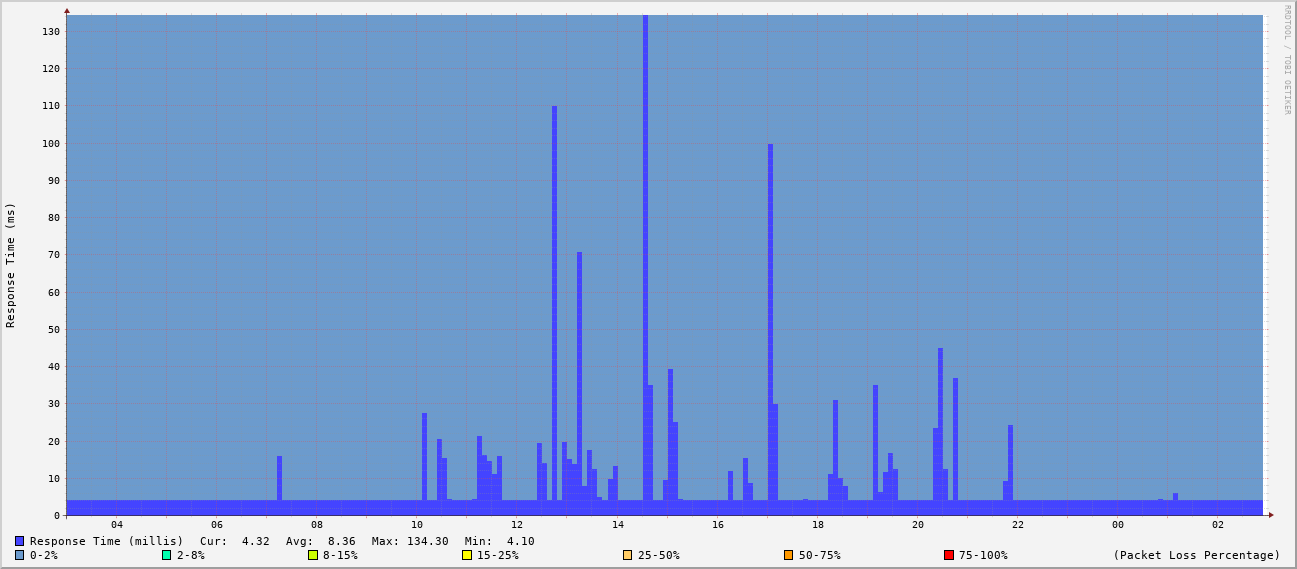 RRDTOOL / TOBI OETIKER
Response Time (ms)
130
120
110
100
90
80
70
60
50
40
30
20
10
0
04 06 08 10 12 14 16 18 20 22 00 02
Response Time (millis) Cur: 4.32 Avg: 8.36 Max: 134.30 Min: 4.10
0-2% 2-8% 8-15% 15-25% 25-50% 50-75% 75-100% (Packet Loss Percentage)